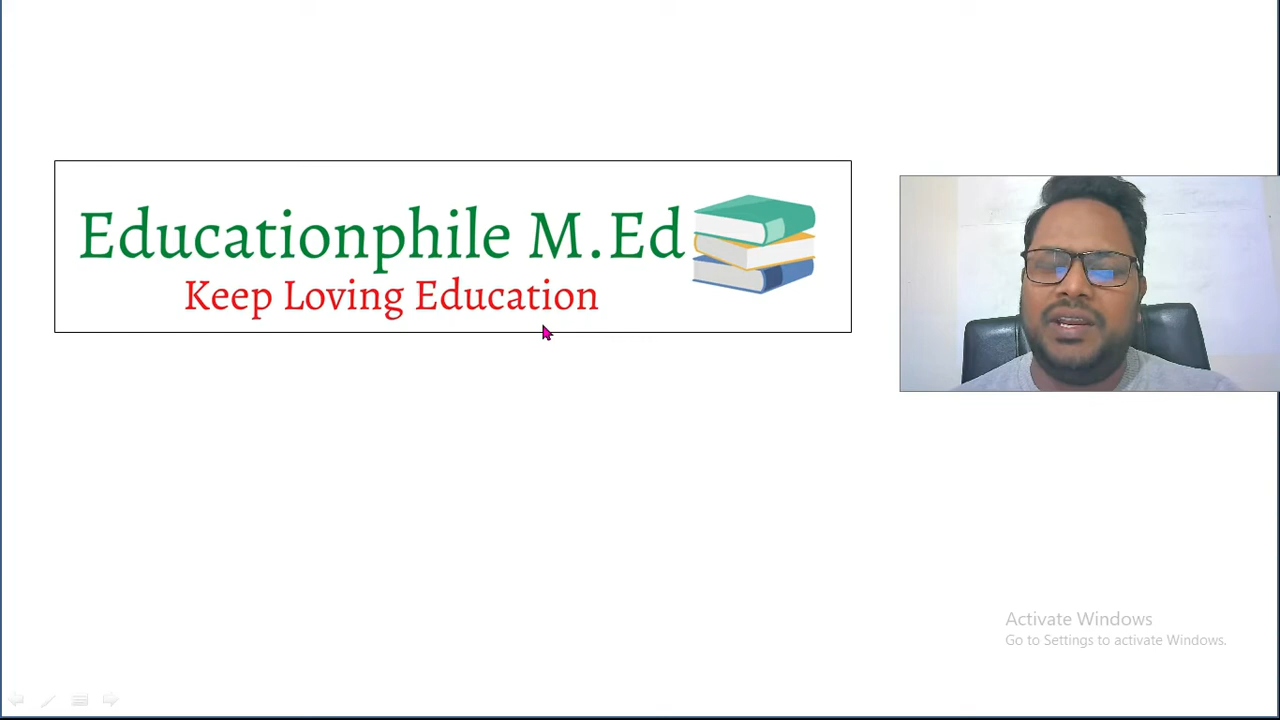 Educationphile M.Ed
Keep Loving Education
Activate Windows
Go to Settings to activate Windows.